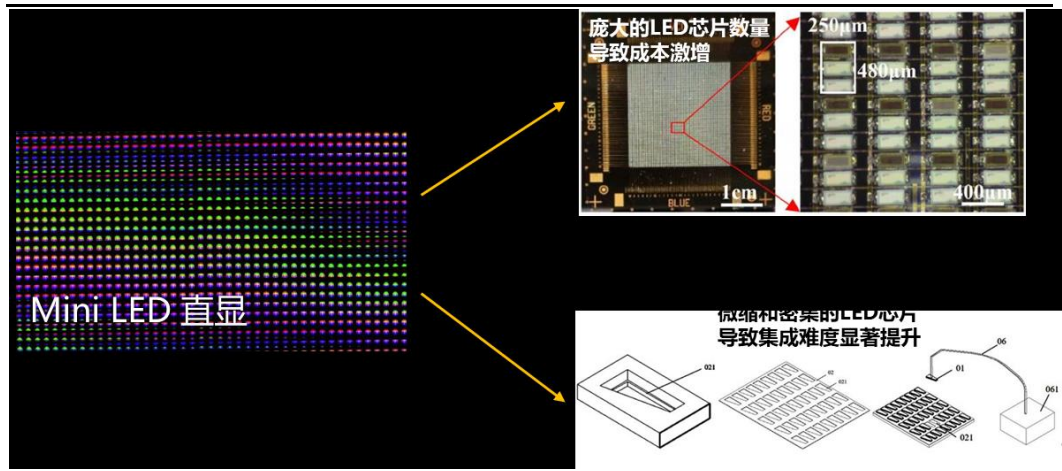 庞大的LED芯片数量
导致成本激增
250μm
480μm
GREEN
RED
BLUE
1cm
400μm
Mini LED 直显
微缩和密集的LED芯片
导致集成难度显著提升
021
02
021
01
06
061
021